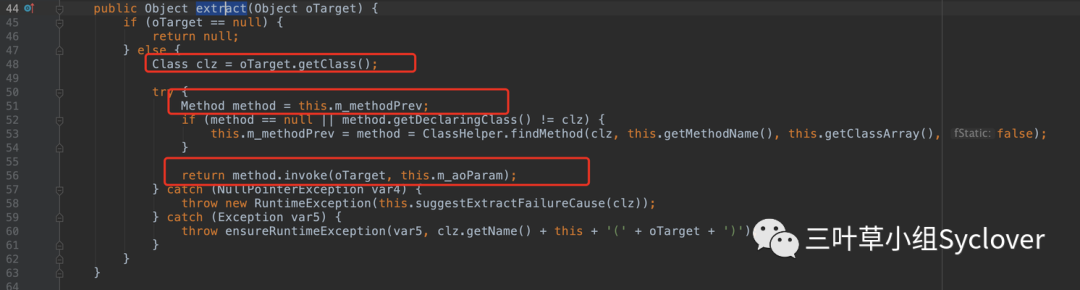 44 public Object extract(Object oTarget) {
45 if (oTarget == null) {
46 return null;
47 } else {
48 Class clz = oTarget.getClass();
49
50 try {
51 Method method = this.m_methodPrev;
52 if (method == null || method.getDeclaringClass() != clz) {
53 this.m_methodPrev = method = ClassHelper.findMethod(clz, this.getMethodName(), this.getClassArray(), fStatic: false);
54 }
55
56 return method.invoke(oTarget, this.m_aoParam);
57 } catch (NullPointerException var4) {
58 throw new RuntimeException(this.suggestExtractFailureCause(clz));
59 } catch (Exception var5) {
60 throw ensureRuntimeException(var5, clz.getName() + this + '(' + oTarget + ')')
61 }
62 }
63 }
64
三叶草小组Syclover